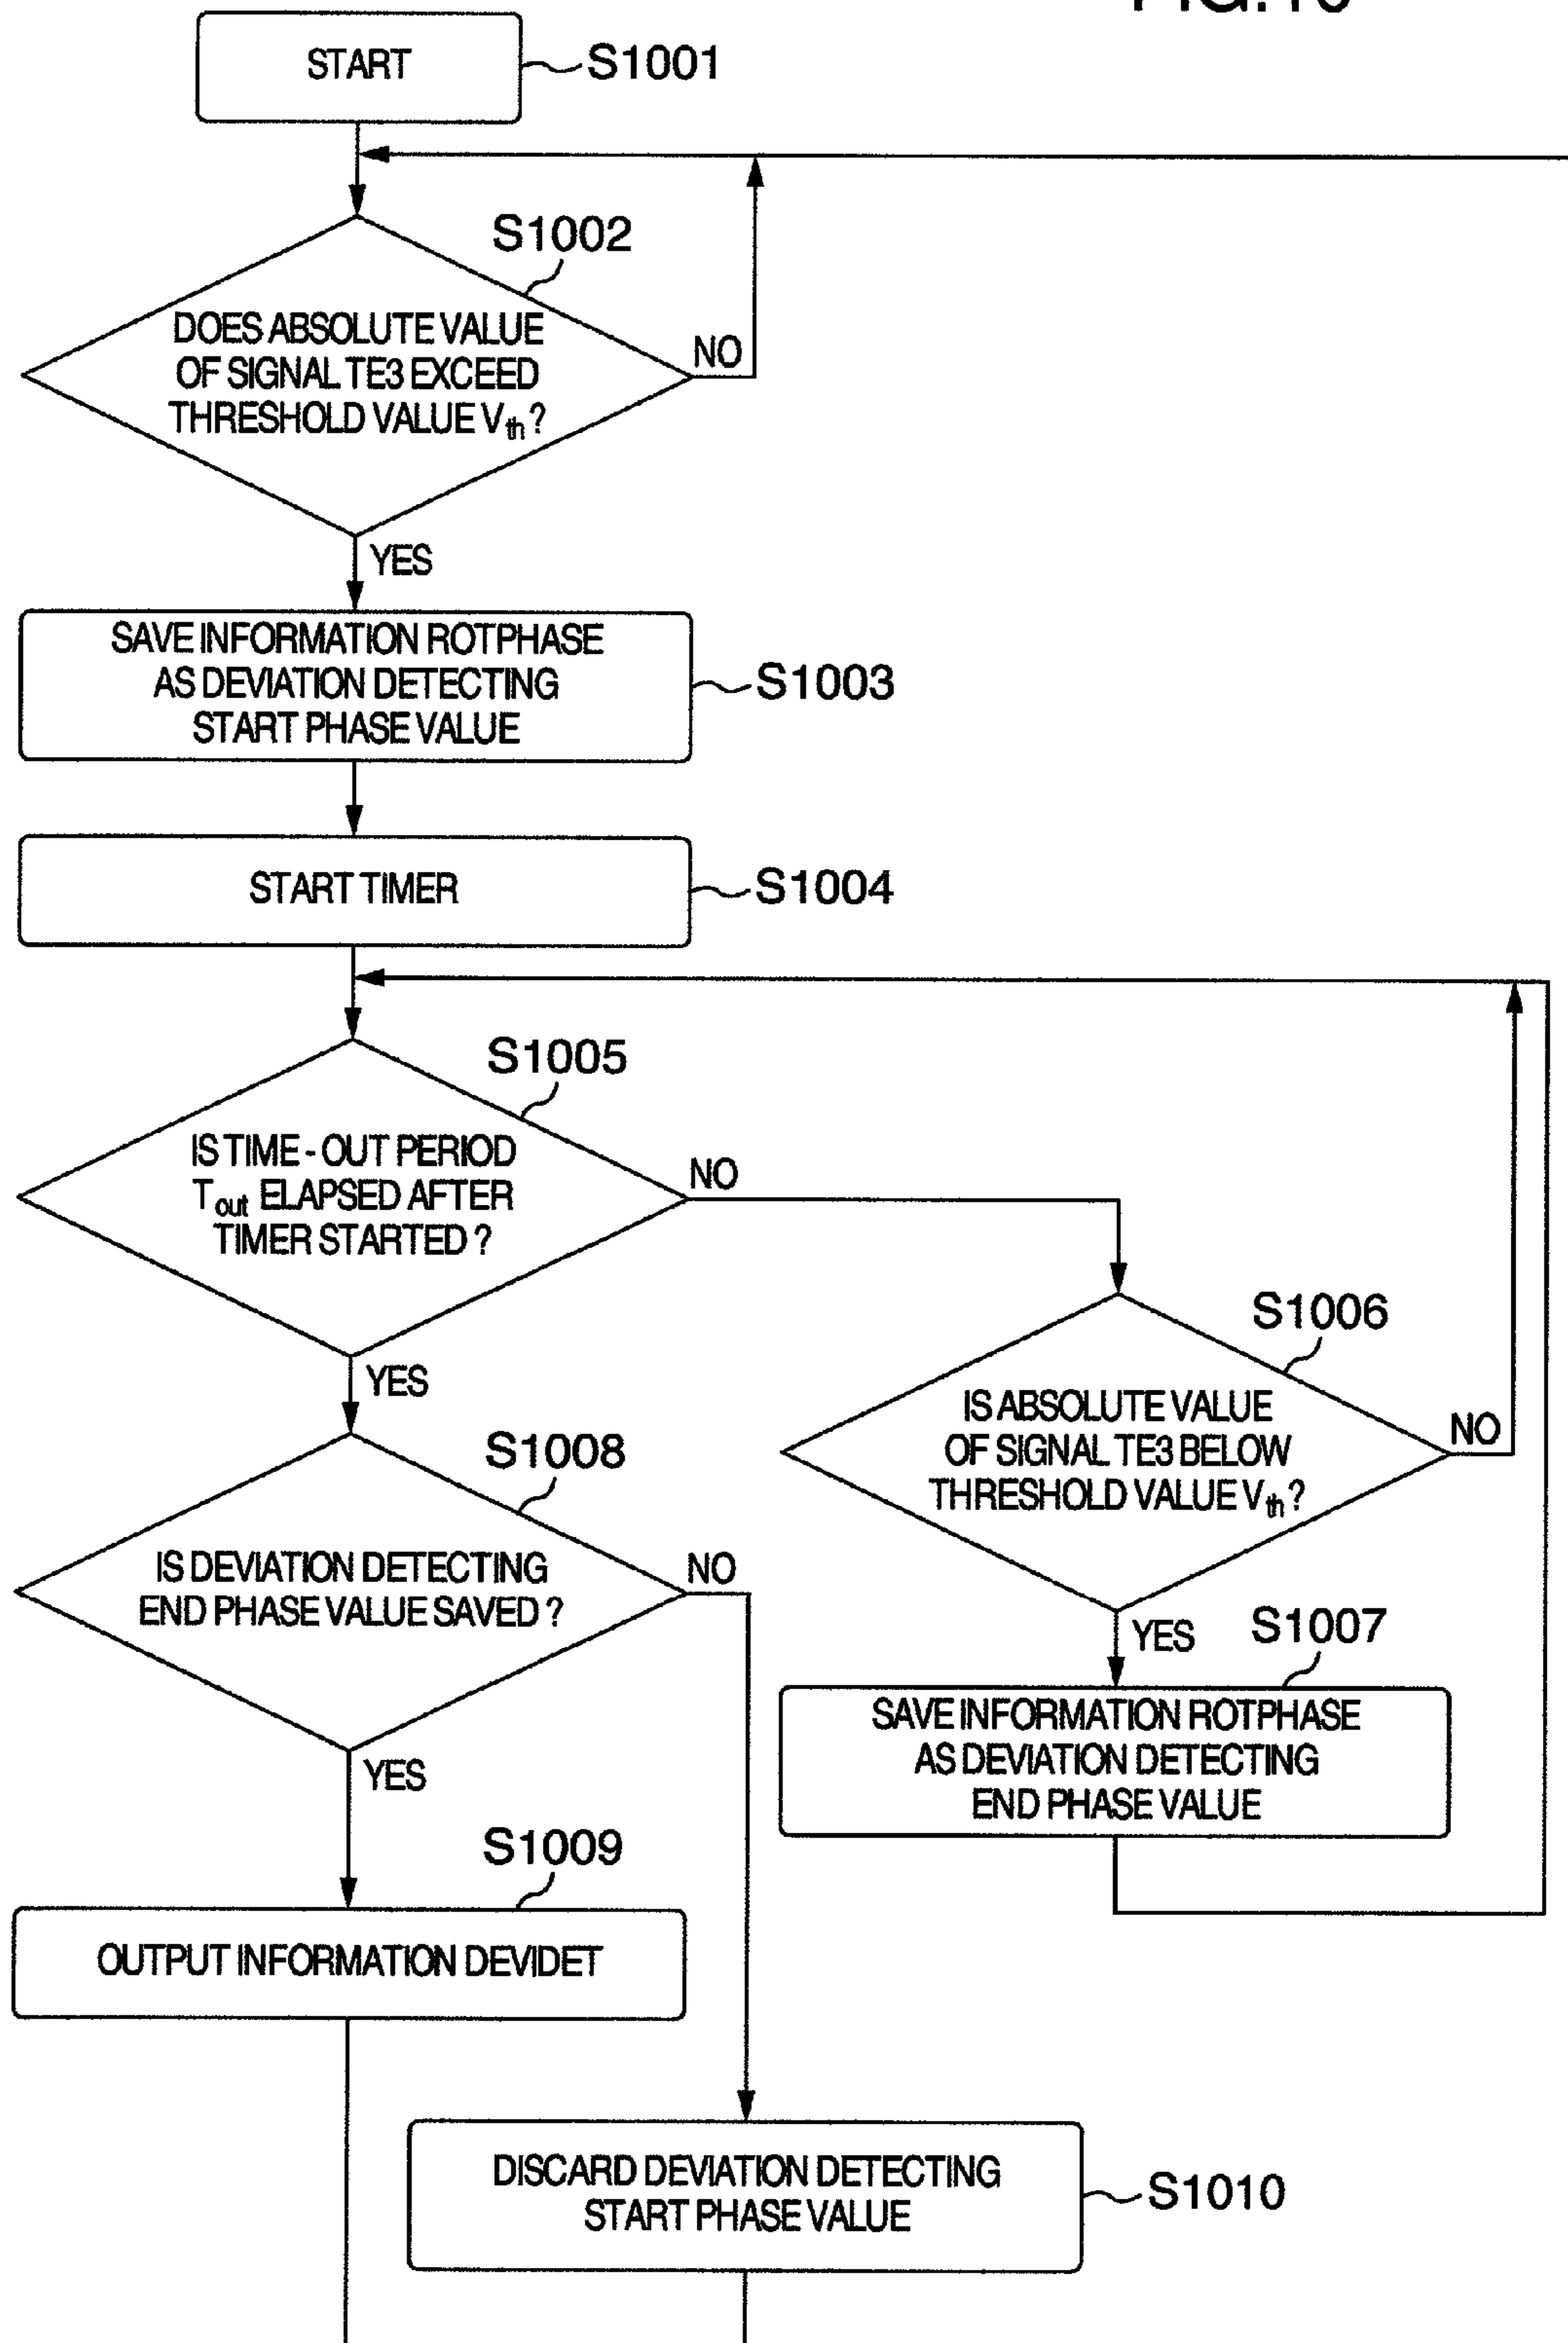 FIG.10
START
S1001
S1002
DOES ABSOLUTE VALUE
OF SIGNAL TE3 EXCEED
THRESHOLD VALUE Vth ?
NO
YES
SAVE INFORMATION ROTPHASE
AS DEVIATION DETECTING
START PHASE VALUE
S1003
START TIMER
S1004
S1005
IS TIME - OUT PERIOD
Tout ELAPSED AFTER
TIMER STARTED ?
NO
YES
S1006
IS ABSOLUTE VALUE
OF SIGNAL TE3 BELOW
THRESHOLD VALUE Vth ?
NO
YES
S1007
SAVE INFORMATION ROTPHASE
AS DEVIATION DETECTING
END PHASE VALUE
S1008
IS DEVIATION DETECTING
END PHASE VALUE SAVED ?
NO
YES
S1009
OUTPUT INFORMATION DEVIDET
DISCARD DEVIATION DETECTING
START PHASE VALUE
S1010